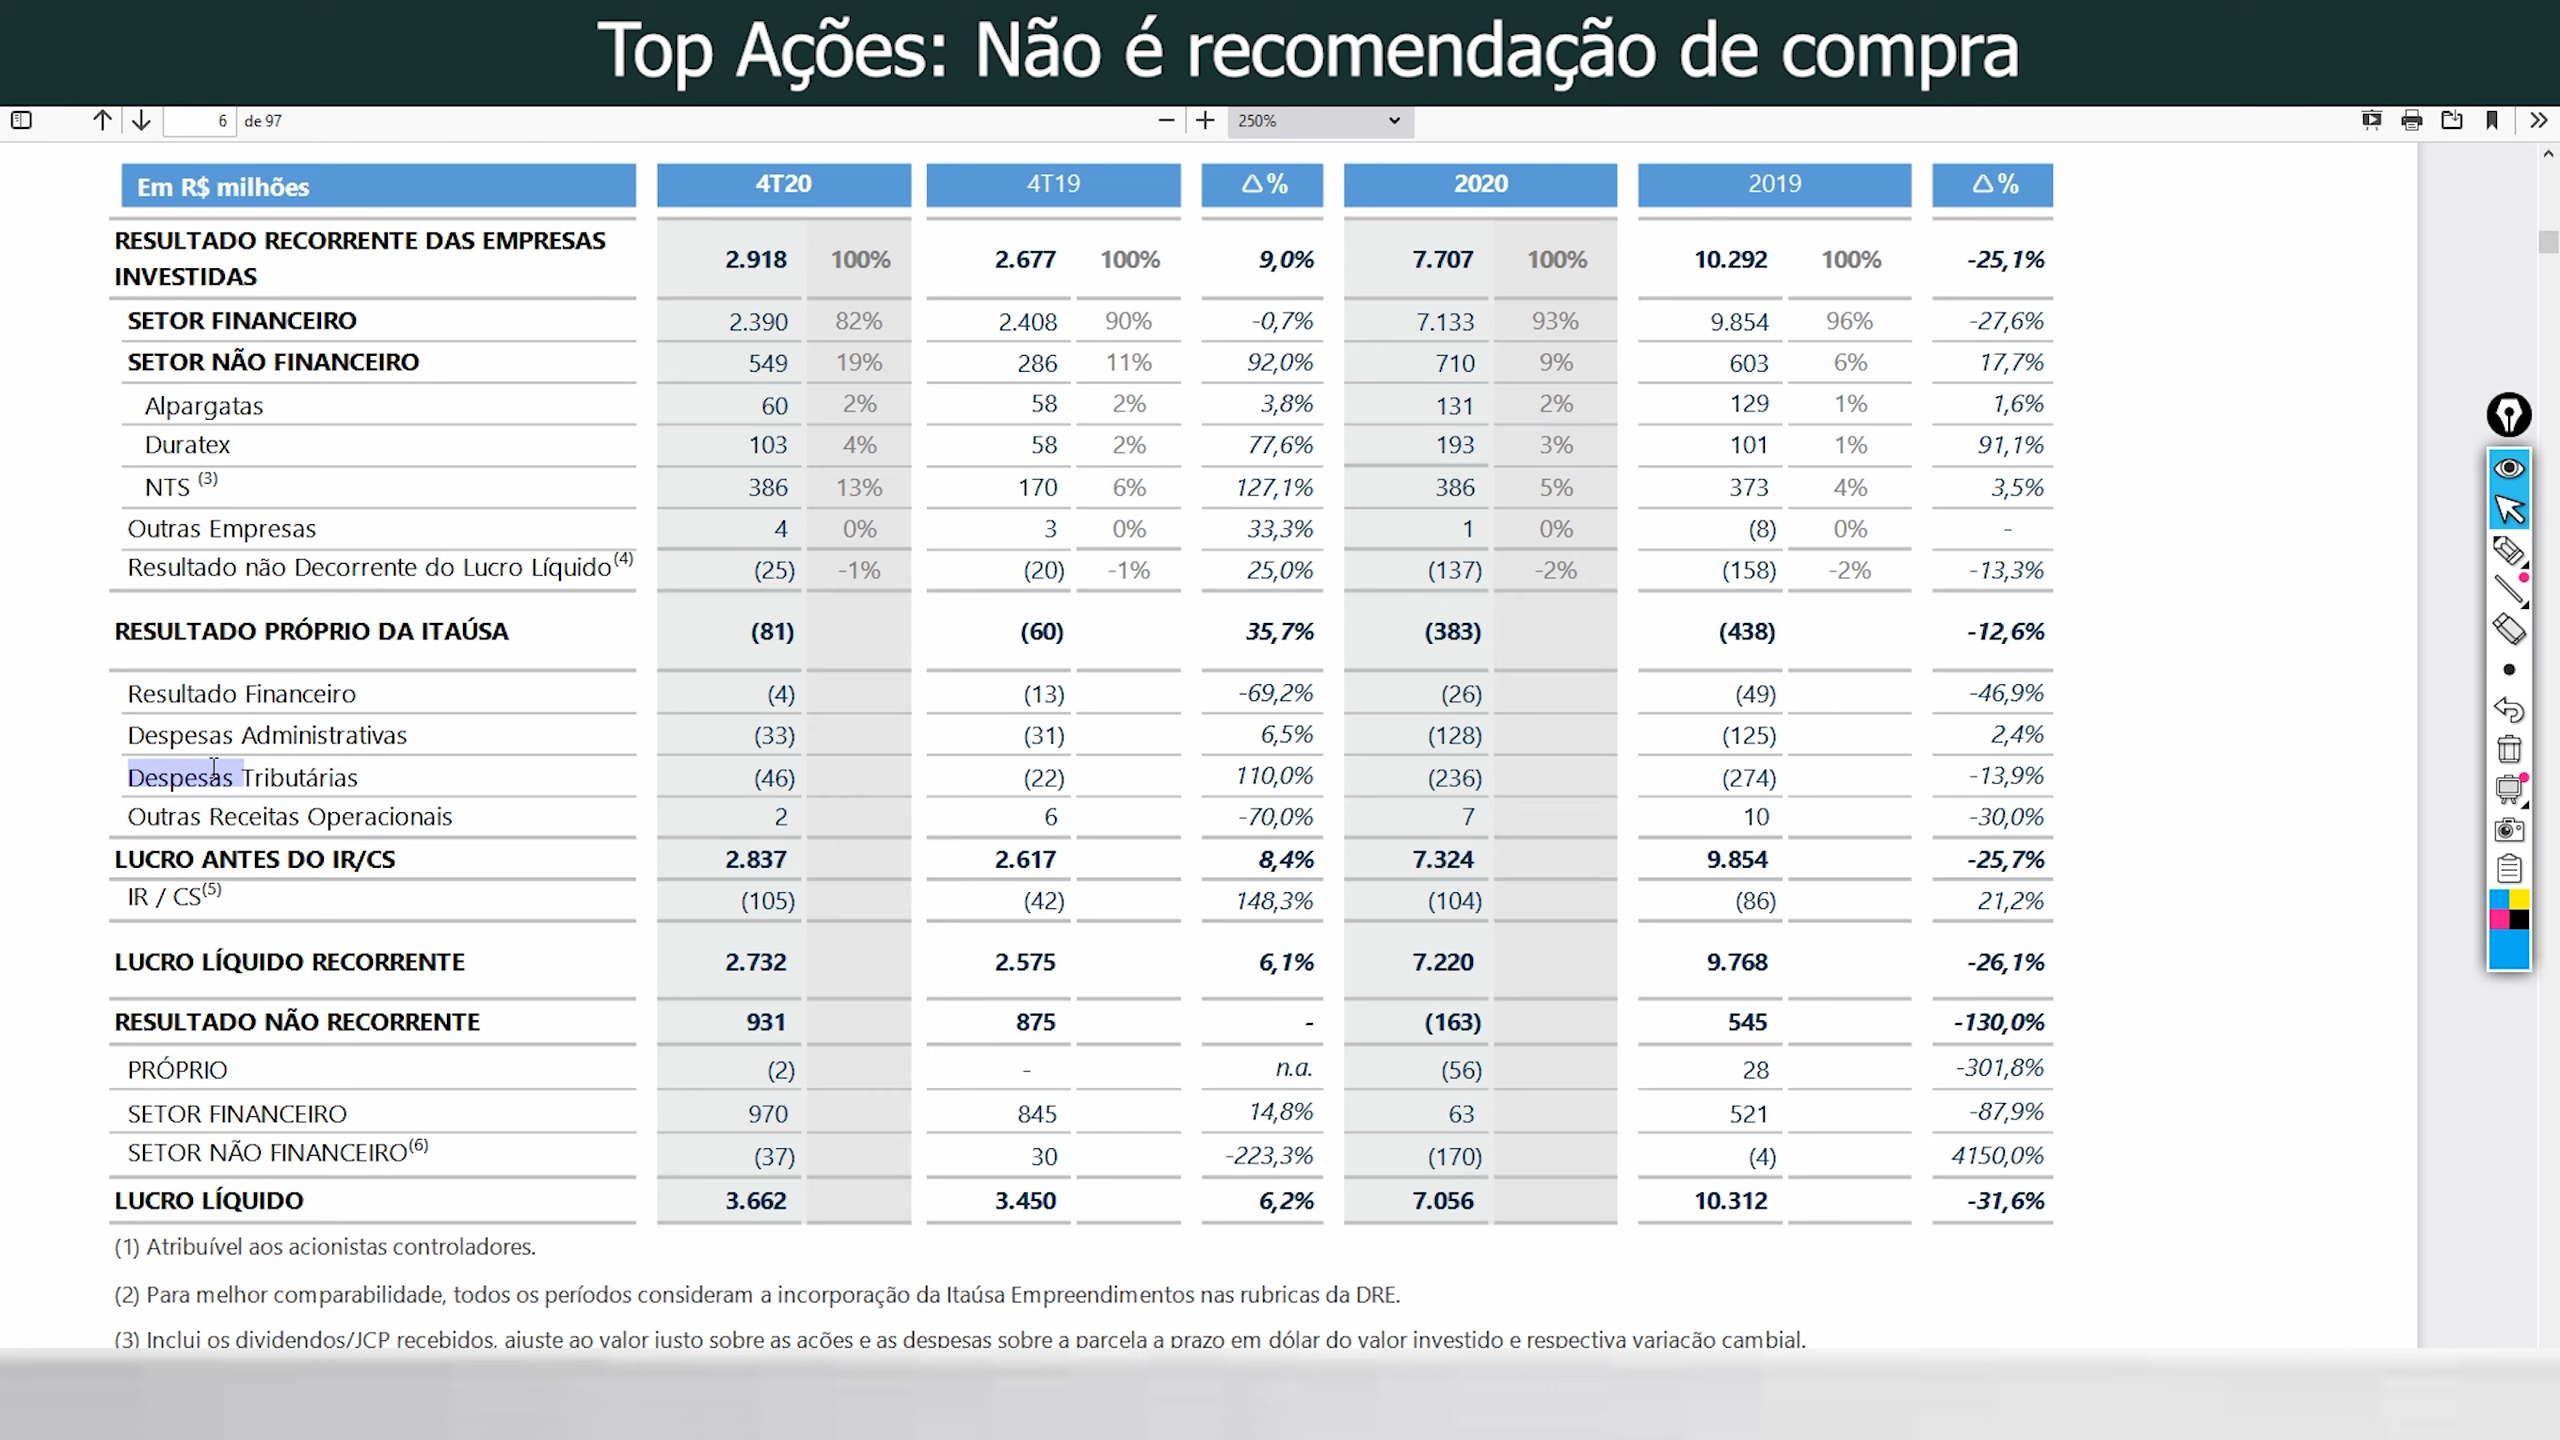 Top Ações: Não é recomendação de compra
6 de 97 250%
Em R$ milhões 4T20 4T19 △% 2020 2019 △%
RESULTADO RECORRENTE DAS EMPRESAS
INVESTIDAS 2.918 100% 2.677 100% 9,0% 7.707 100% 10.292 100% -25,1%
SETOR FINANCEIRO 2.390 82% 2.408 90% -0,7% 7.133 93% 9.854 96% -27,6%
SETOR NÃO FINANCEIRO 549 19% 286 11% 92,0% 710 9% 603 6% 17,7%
Alpargatas 60 2% 58 2% 3,8% 131 2% 129 1% 1,6%
Duratex 103 4% 58 2% 77,6% 193 3% 101 1% 91,1%
NTS (3) 386 13% 170 6% 127,1% 386 5% 373 4% 3,5%
Outras Empresas 4 0% 3 0% 33,3% 1 0% (8) 0% -
Resultado não Decorrente do Lucro Líquido(4) (25) -1% (20) -1% 25,0% (137) -2% (158) -2% -13,3%
RESULTADO PRÓPRIO DA ITAÚSA (81) (60) 35,7% (383) (438) -12,6%
Resultado Financeiro (4) (13) -69,2% (26) (49) -46,9%
Despesas Administrativas (33) (31) 6,5% (128) (125) 2,4%
Despesas Tributárias (46) (22) 110,0% (236) (274) -13,9%
Outras Receitas Operacionais 2 6 -70,0% 7 10 -30,0%
LUCRO ANTES DO IR/CS 2.837 2.617 8,4% 7.324 9.854 -25,7%
IR / CS(5) (105) (42) 148,3% (104) (86) 21,2%
LUCRO LÍQUIDO RECORRENTE 2.732 2.575 6,1% 7.220 9.768 -26,1%
RESULTADO NÃO RECORRENTE 931 875 - (163) 545 -130,0%
PRÓPRIO (2) - n.a. (56) 28 -301,8%
SETOR FINANCEIRO 970 845 14,8% 63 521 -87,9%
SETOR NÃO FINANCEIRO(6) (37) 30 -223,3% (170) (4) 4150,0%
LUCRO LÍQUIDO 3.662 3.450 6,2% 7.056 10.312 -31,6%
(1) Atribuível aos acionistas controladores.
(2) Para melhor comparabilidade, todos os períodos consideram a incorporação da Itaúsa Empreendimentos nas rubricas da DRE.
(3) Inclui os dividendos/JCP recebidos, ajuste ao valor justo sobre as ações e as despesas sobre a parcela a prazo em dólar do valor investido e respectiva variação cambial.